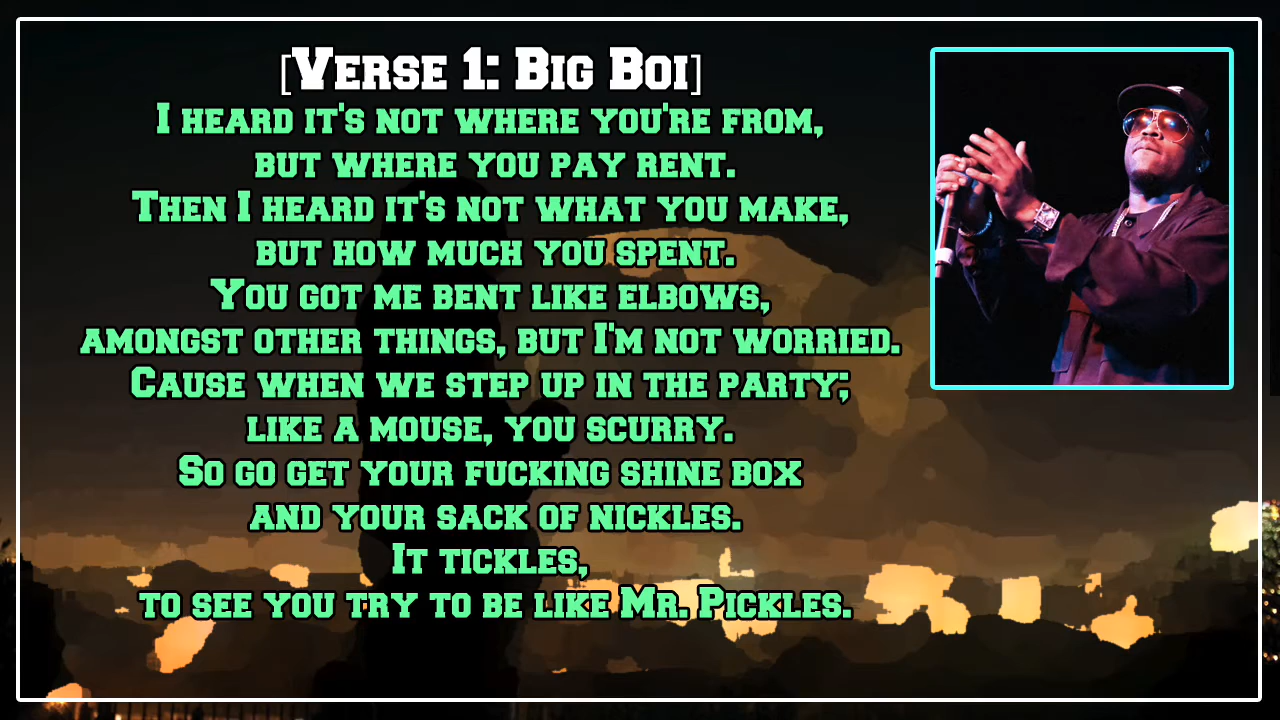 [Verse 1: Big Boi]
I heard it's not where you're from,
but where you pay rent.
Then I heard it's not what you make,
but how much you spent.
You got me bent like elbows,
amongst other things, but I'm not worried.
Cause when we step up in the party;
like a mouse, you scurry.
So go get your fucking shine box
and your sack of nickles.
It tickles,
to see you try to be like Mr. Pickles.